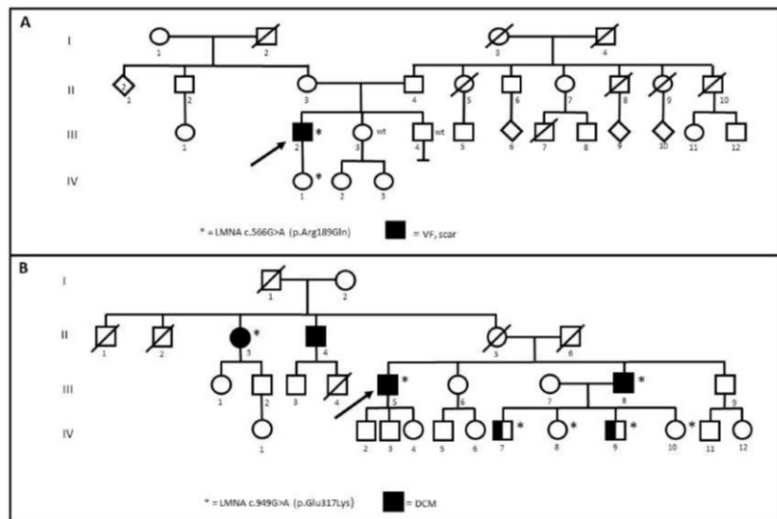 A
I
1 2 3 4
II
2
1 2 3 4 5 6 7 8 9 10
III
* wt wt
1 2 3 4 5 6 7 8 9 10 11 12
IV
*
1 2 3
* = LMNA c.566G>A (p.Arg189Gln) = VF, scar
B
I
1 2
II
*
1 2 3 4 5 6
III
* *
1 2 3 4 5 6 7 8 9
IV
* * * *
1 2 3 4 5 6 7 8 9 10 11 12
* = LMNA c.949G>A (p.Glu317Lys) = DCM